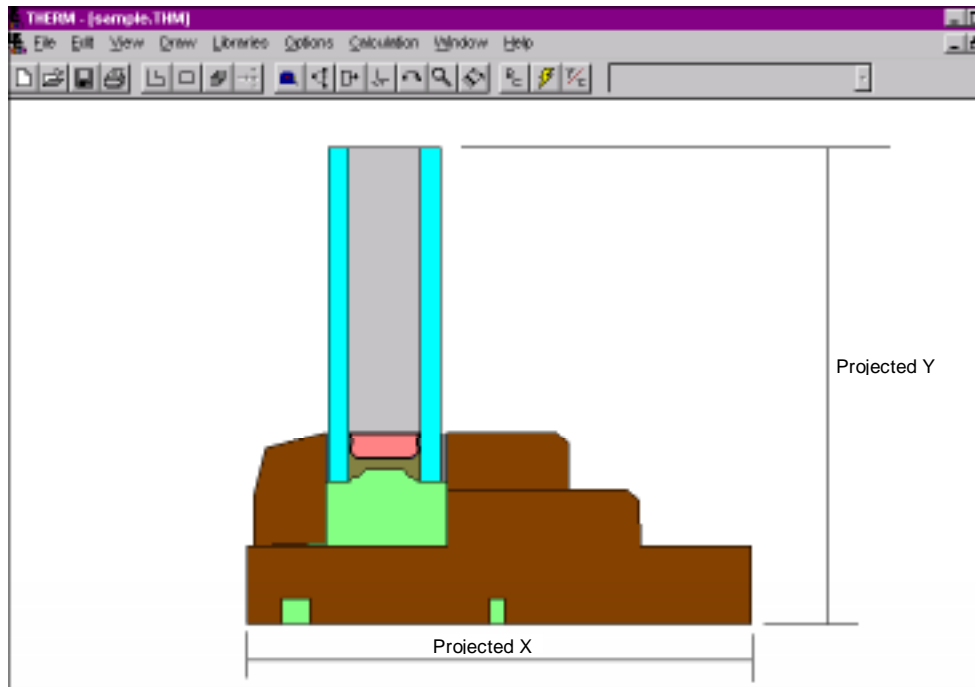 THERM - [sample.THM]
File Edit View Draw Libraries Options Calculation Window Help
Projected Y
Projected X